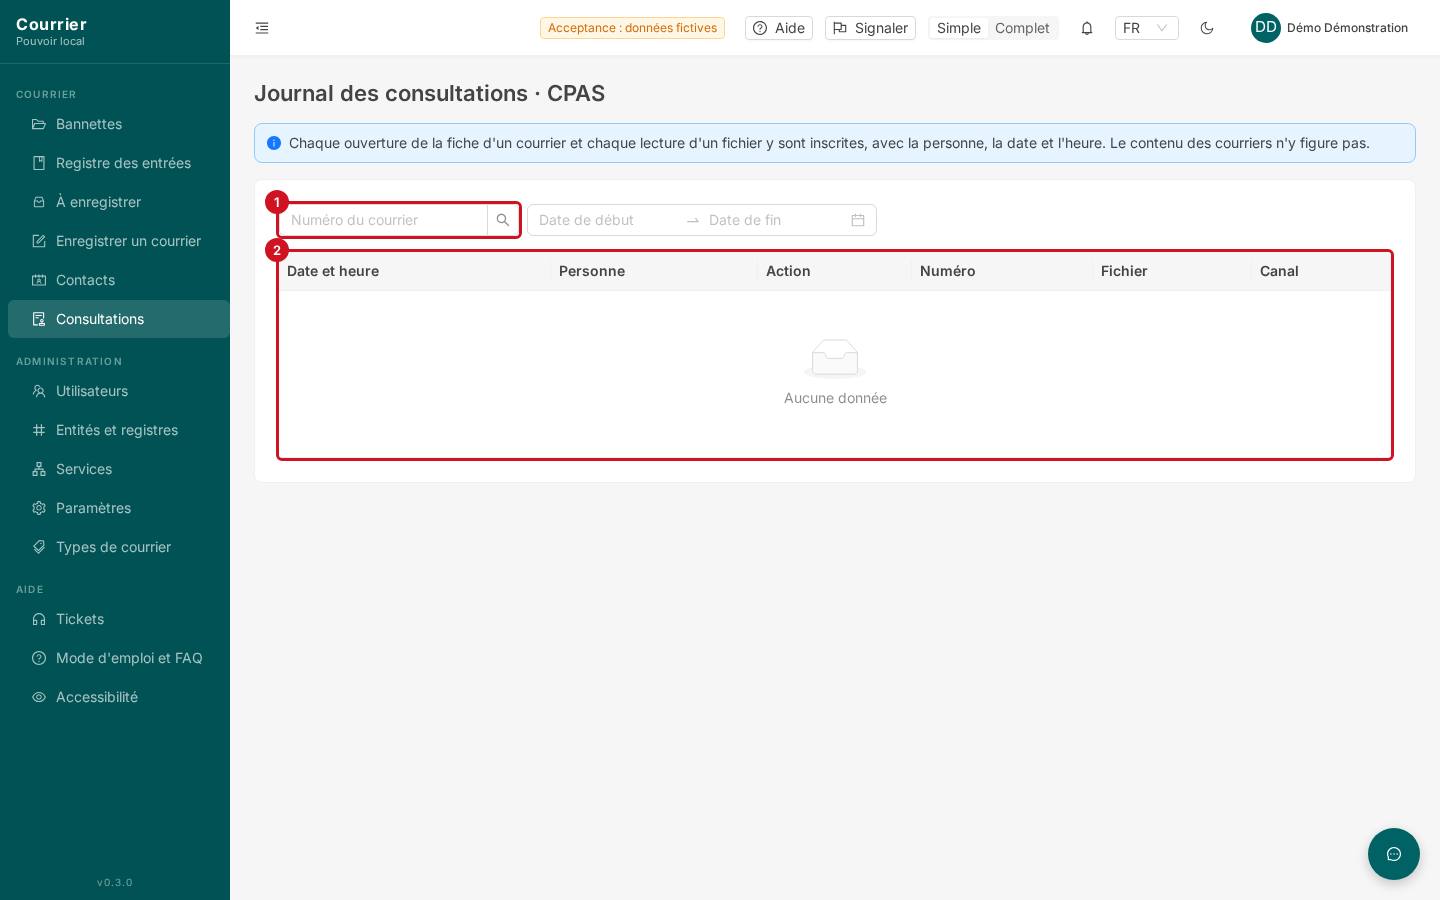 Courrier
Pouvoir local
Acceptance : données fictives
Aide
Signaler
Simple
Complet
FR
DD
Démo Démonstration
COURRIER
Bannettes
Registre des entrées
À enregistrer
Enregistrer un courrier
Contacts
Consultations
ADMINISTRATION
Utilisateurs
Entités et registres
Services
Paramètres
Types de courrier
AIDE
Tickets
Mode d'emploi et FAQ
Accessibilité
v0.3.0
Journal des consultations · CPAS
Chaque ouverture de la fiche d'un courrier et chaque lecture d'un fichier y sont inscrites, avec la personne, la date et l'heure. Le contenu des courriers n'y figure pas.
1
Numéro du courrier
Date de début
Date de fin
2
Date et heure
Personne
Action
Numéro
Fichier
Canal
Aucune donnée